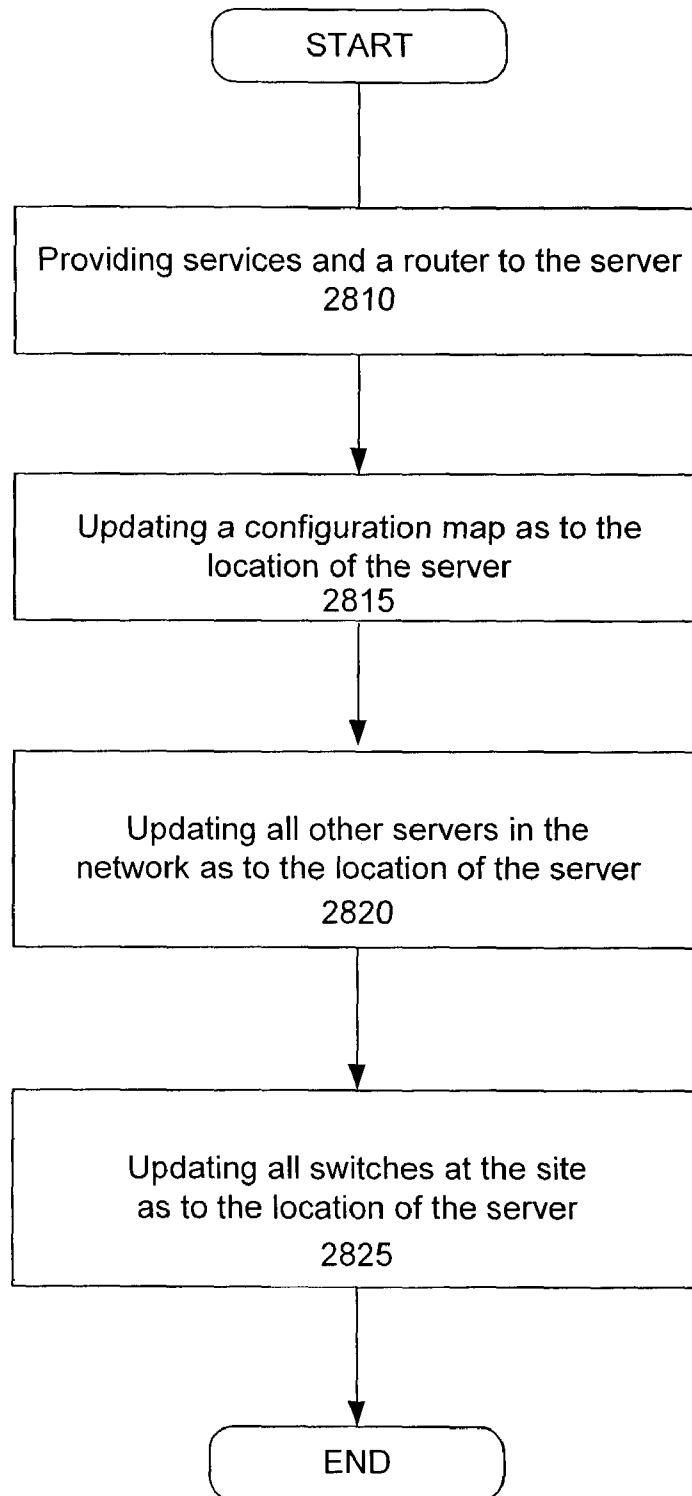 START
Providing services and a router to the server
2810
Updating a configuration map as to the
location of the server
2815
Updating all other servers in the
network as to the location of the server
2820
Updating all switches at the site
as to the location of the server
2825
END